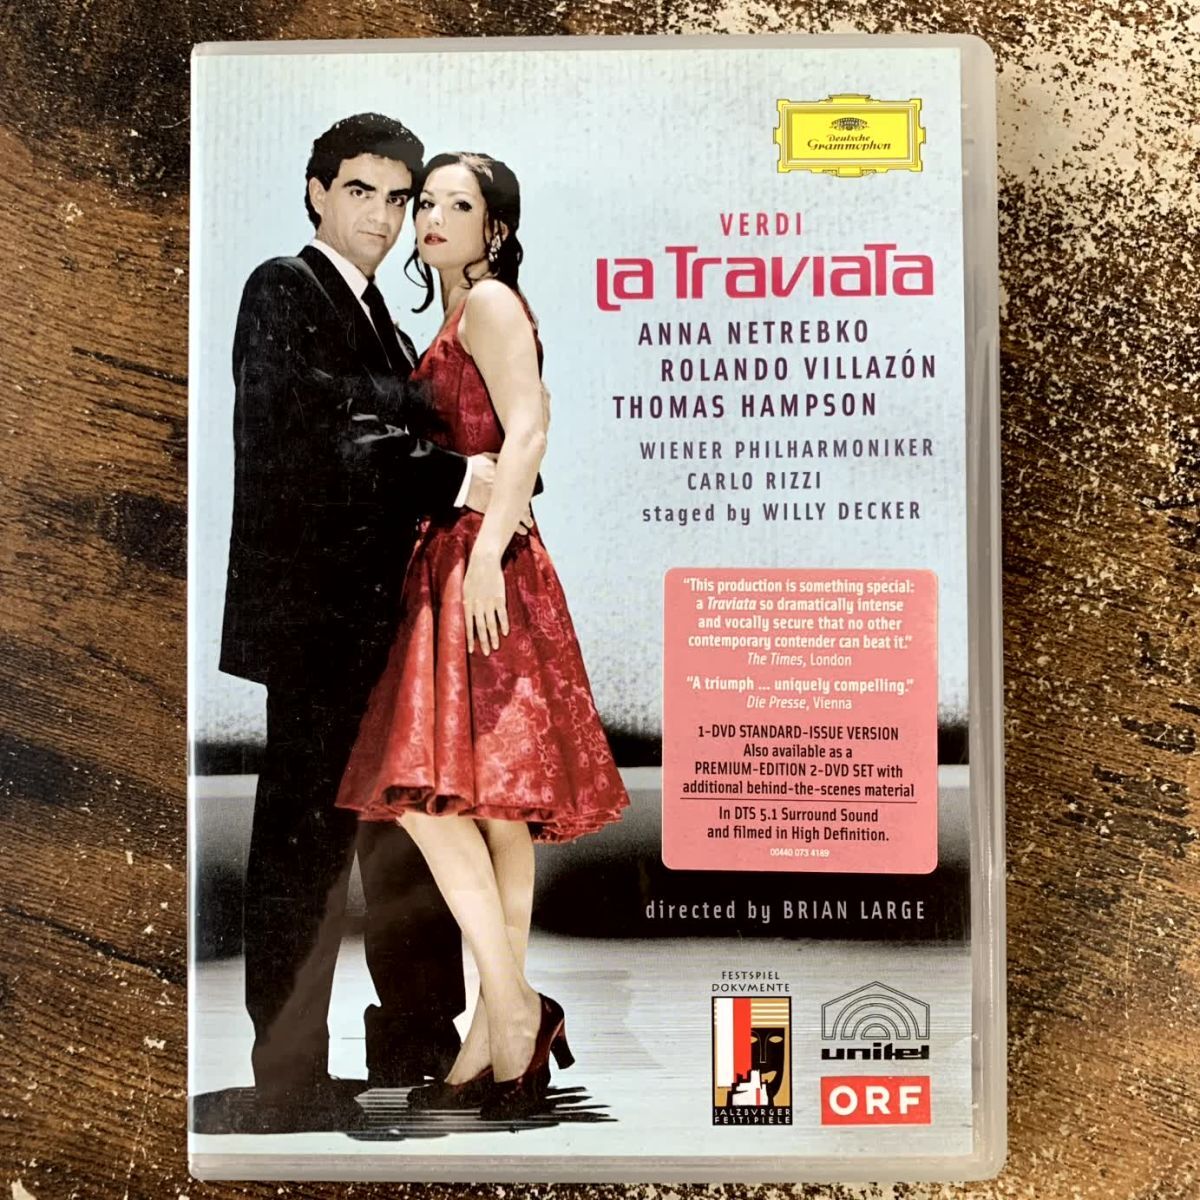 Deutsche
Grammophon
VERDI
la Traviata
ANNA NETREBKO
ROLANDO VILLAZÓN
THOMAS HAMPSON
WIENER PHILHARMONIKER
CARLO RIZZI
staged by WILLY DECKER
“This production is something special:
a Traviata so dramatically intense
and vocally secure that no other
contemporary contender can beat it.”
The Times, London
“A triumph ... uniquely compelling.”
Die Presse, Vienna
1-DVD STANDARD-ISSUE VERSION
Also available as a
PREMIUM-EDITION 2-DVD SET with
additional behind-the-scenes material
In DTS 5.1 Surround Sound
and filmed in High Definition.
00440 073 4189
directed by BRIAN LARGE
FESTSPIEL
DOKVMENTE
SALZBVRGER
FESTSPIELE
unitel
ORF